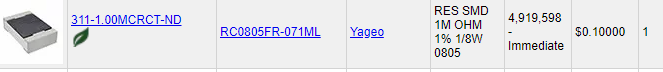 311-1.00MCRCT-ND
RC0805FR-071ML
Yageo
RES SMD
1M OHM
1% 1/8W
0805
4,919,598
-
Immediate
$0.10000
1